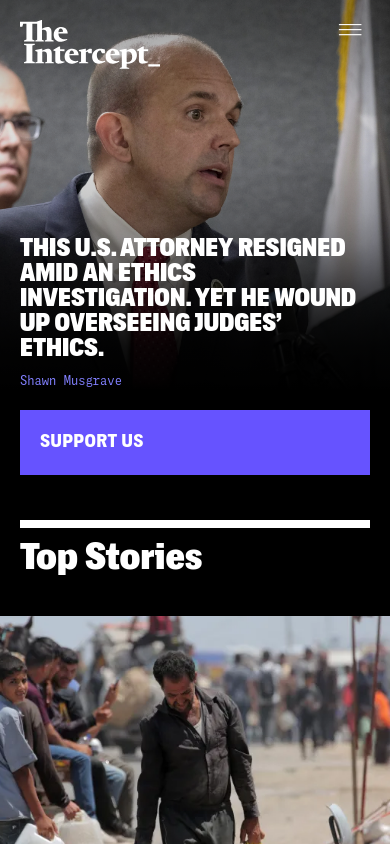 The
Intercept_
THIS U.S. ATTORNEY RESIGNED
AMID AN ETHICS
INVESTIGATION. YET HE WOUND
UP OVERSEEING JUDGES’
ETHICS.
Shawn Musgrave
SUPPORT US
Top Stories